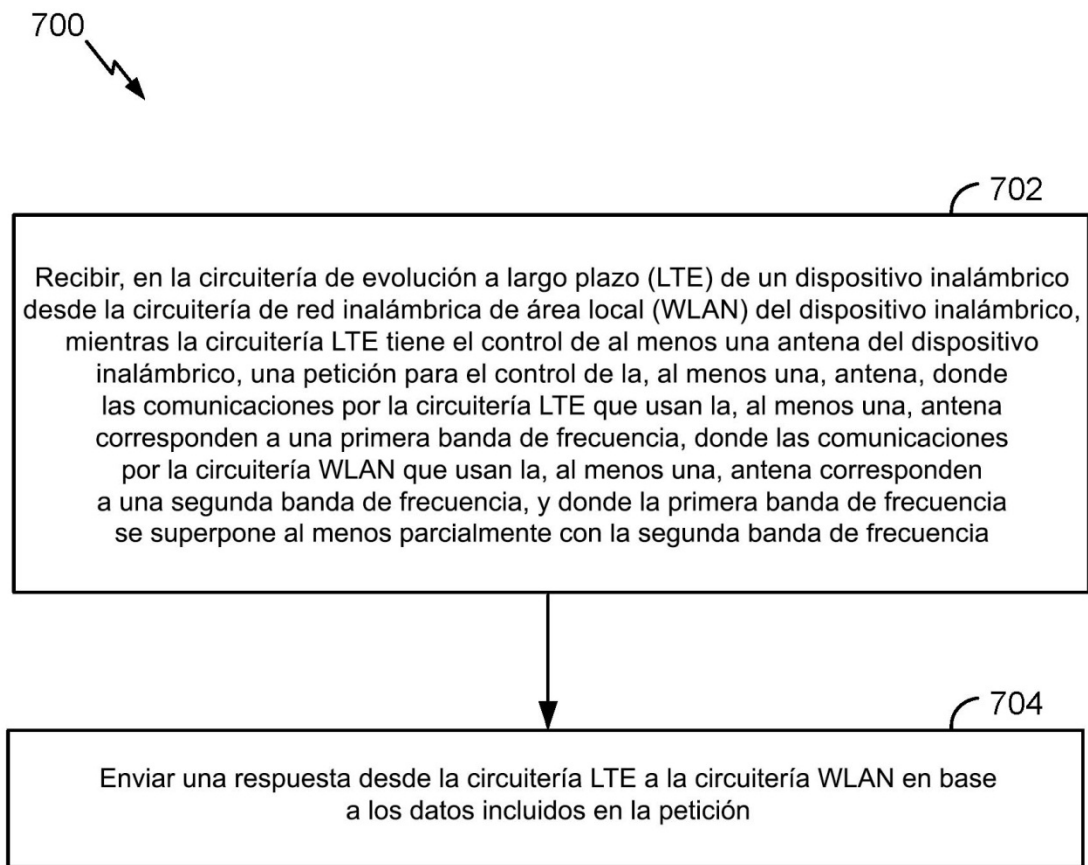 700
702
Recibir, en la circuitería de evolución a largo plazo (LTE) de un dispositivo inalámbrico
desde la circuitería de red inalámbrica de área local (WLAN) del dispositivo inalámbrico,
mientras la circuitería LTE tiene el control de al menos una antena del dispositivo
inalámbrico, una petición para el control de la, al menos una, antena, donde
las comunicaciones por la circuitería LTE que usan la, al menos una, antena
corresponden a una primera banda de frecuencia, donde las comunicaciones
por la circuitería WLAN que usan la, al menos una, antena corresponden
a una segunda banda de frecuencia, y donde la primera banda de frecuencia
se superpone al menos parcialmente con la segunda banda de frecuencia
704
Enviar una respuesta desde la circuitería LTE a la circuitería WLAN en base
a los datos incluidos en la petición